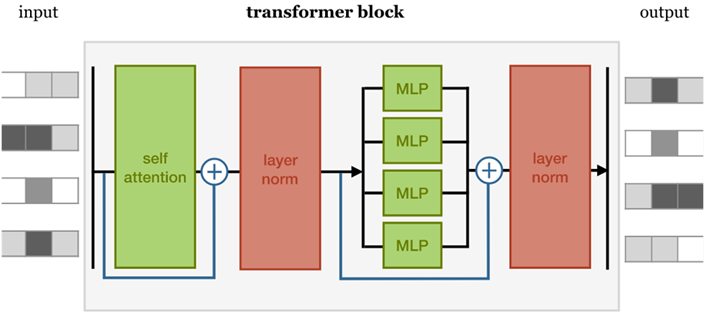 input
transformer block
output
self
attention
layer
norm
MLP
MLP
MLP
MLP
layer
norm